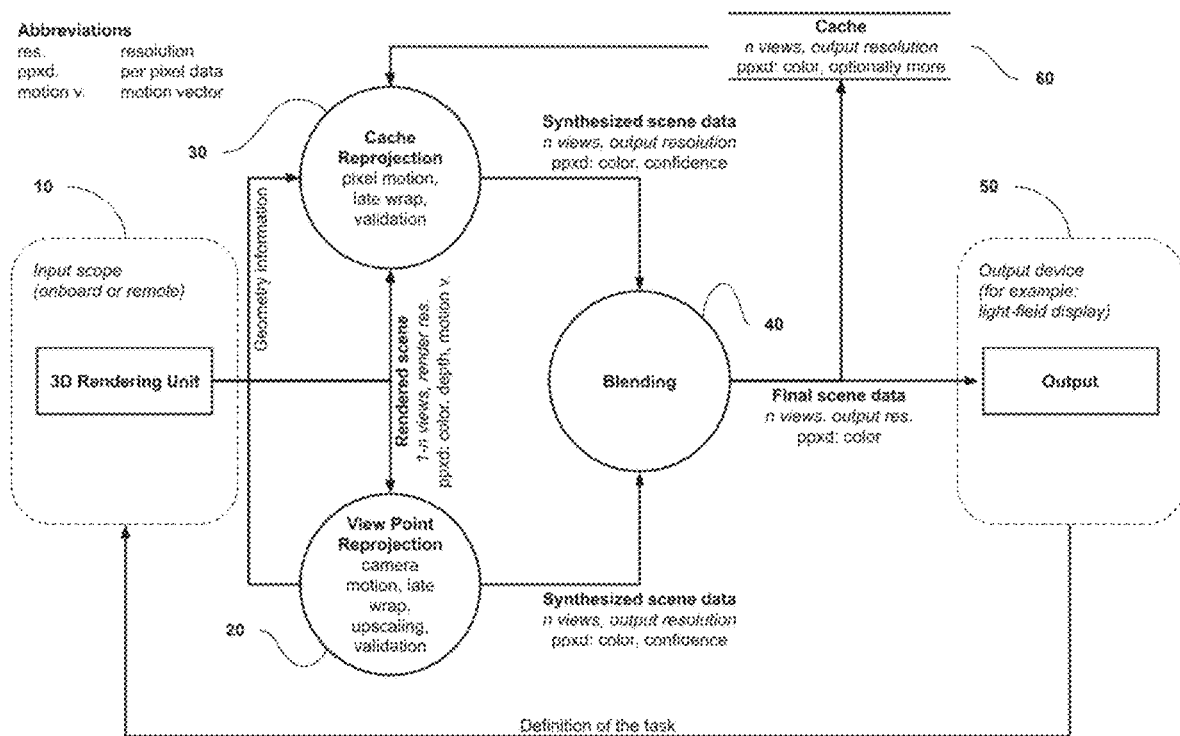 Abbreviations
res. resolution
ppxd. per pixel data
motion v. motion vector
Cache
n views, output resolution
ppxd: color, optionally more
60
30
Cache
Reprojection
pixel motion,
late wrap,
validation
Synthesized scene data
n views, output resolution
ppxd: color, confidence
10
50
Input scope
(onboard or remote)
3D Rendering Unit
Geometry information
Rendered scene
1-n views, render res.
ppxd: color, depth, motion v.
40
Blending
Output device
(for example:
light-field display)
Output
Final scene data
n views. output res.
ppxd: color
View Point
Reprojection
camera
motion, late
wrap,
upscaling,
validation
20
Synthesized scene data
n views, output resolution
ppxd: color, confidence
Definition of the task